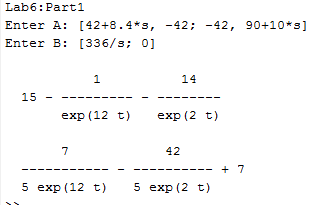 Lab6:Part1
Enter A: [42+8.4*s, -42; -42, 90+10*s]
Enter B: [336/s; 0]
1 14
15 - --------- - --------
exp(12 t) exp(2 t)
7 42
----------- - ---------- + 7
5 exp(12 t) 5 exp(2 t)
>>